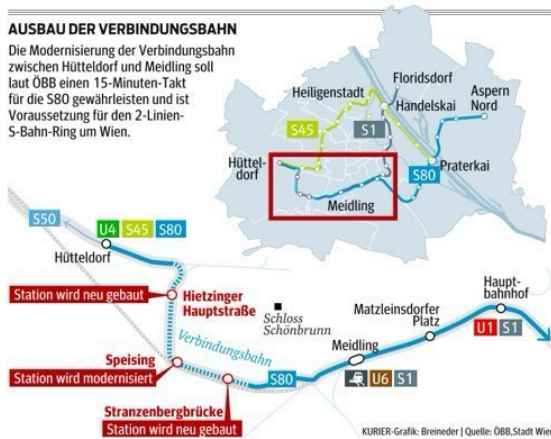 AUSBAU DER VERBINDUNGSBAHN
Die Modernisierung der Verbindungsbahn
zwischen Hütteldorf und Meidling soll
laut ÖBB einen 15-Minuten-Takt
für die S80 gewährleisten und ist
Voraussetzung für den 2-Linien-
S-Bahn-Ring um Wien.
Floridsdorf
Heiligenstadt
Handelskai
Aspern
Nord
S45
S1
Hüttel-
dorf
Praterkai
S80
Meidling
S50
U4 S45 S80
Hütteldorf
Station wird neu gebaut
Hietzinger
Hauptstraße
Schloss
Schönbrunn
Haupt-
bahnhof
U1 S1
Matzleinsdorfer
Platz
Verbindungsbahn
Meidling
U6 S1
Speising
Station wird modernisiert
S80
Stranzenbergbrücke
Station wird neu gebaut
KURIER-Grafik: Breineder | Quelle: ÖBB,Stadt Wien